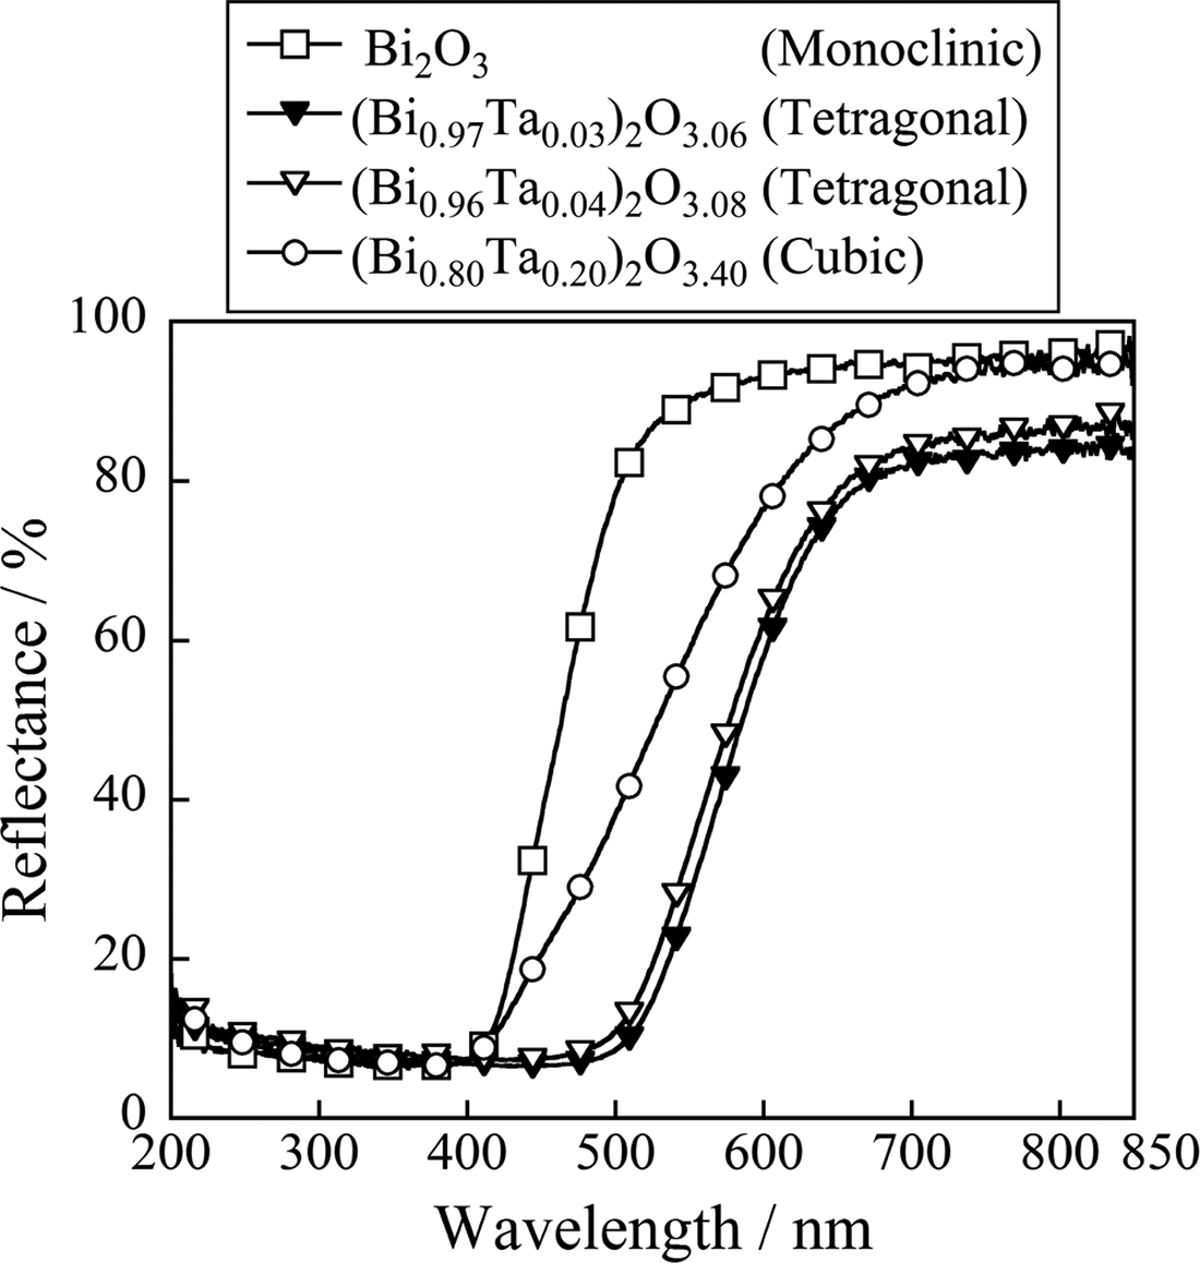 Bi₂O₃ (Monoclinic)
(Bi₀.₉₇Ta₀.₀₃)₂O₃.₀₆ (Tetragonal)
(Bi₀.₉₆Ta₀.₀₄)₂O₃.₀₈ (Tetragonal)
(Bi₀.₈₀Ta₀.₂₀)₂O₃.₄₀ (Cubic)
100
80
60
40
20
0
Reflectance / %
200 300 400 500 600 700 800 850
Wavelength / nm